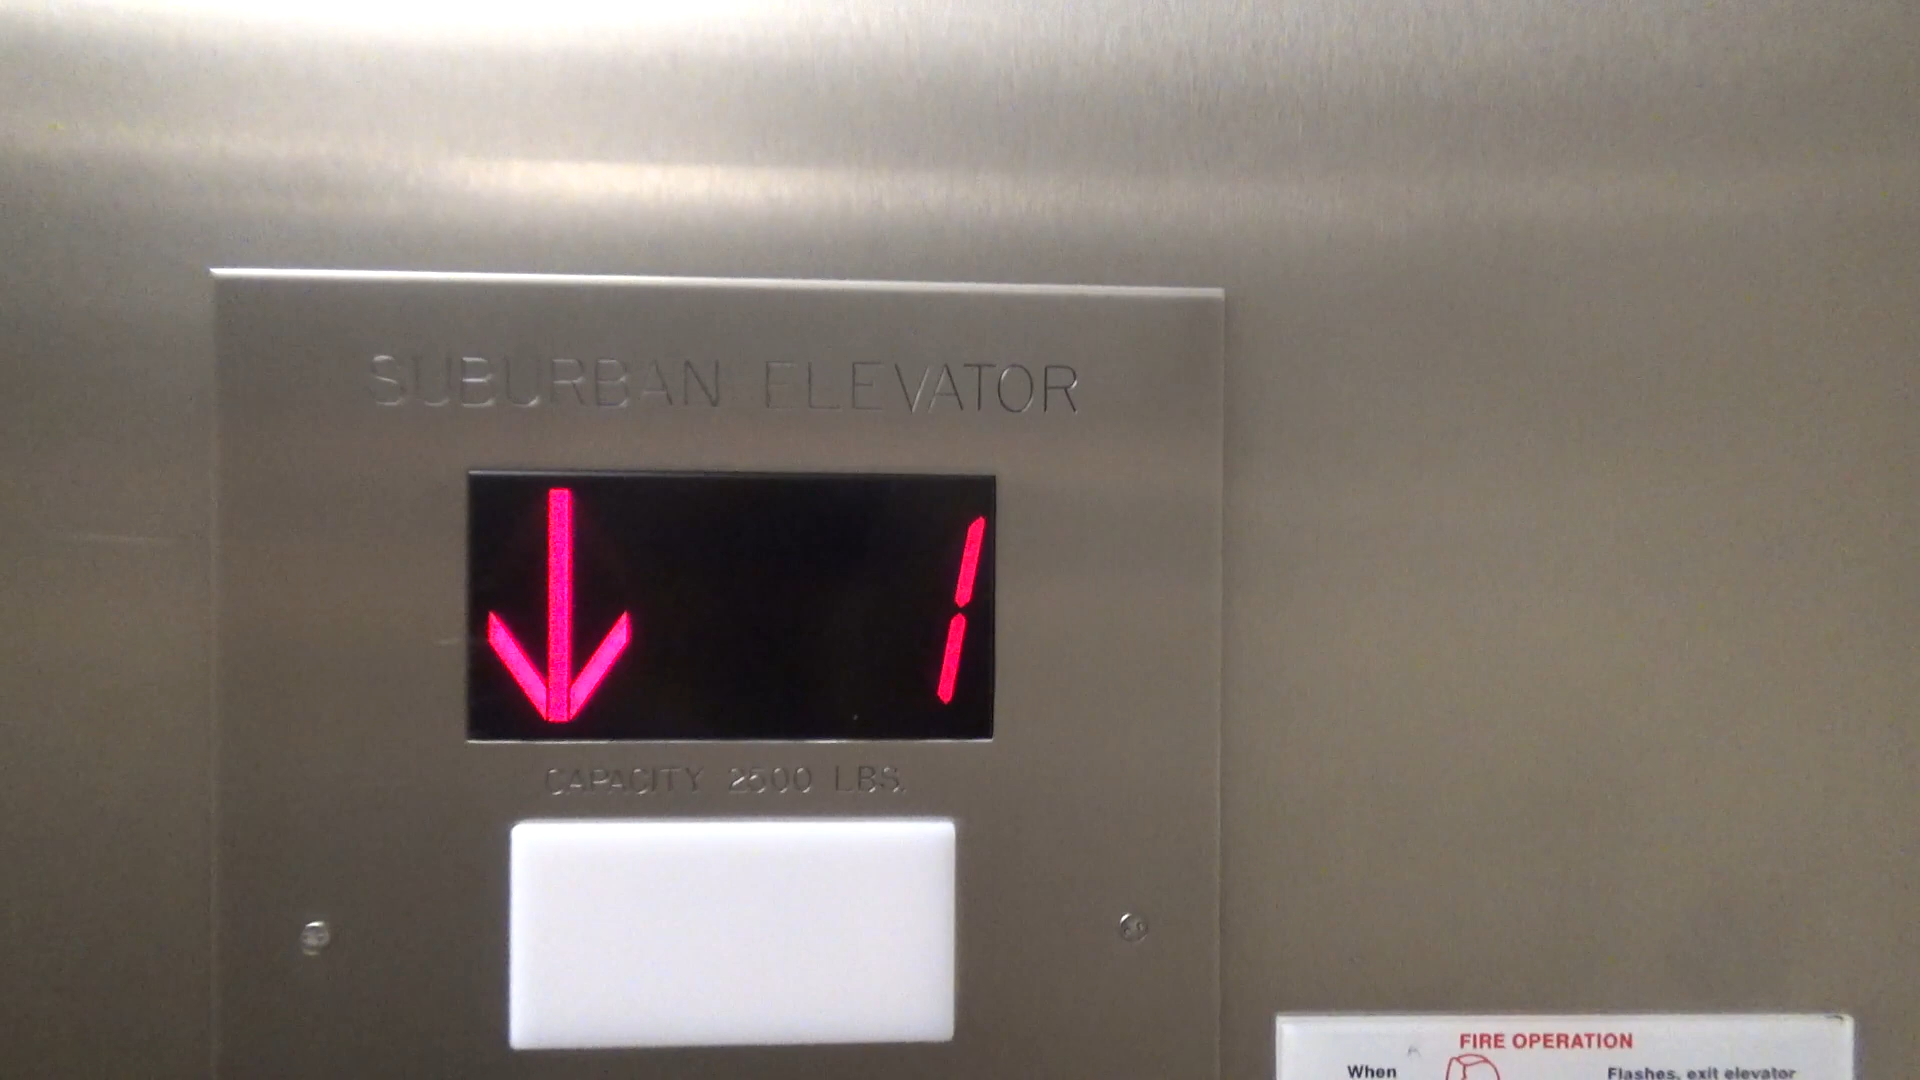 SUBURBAN ELEVATOR
1
CAPACITY 2500 LBS.
FIRE OPERATION
When
Flashes, exit elevator